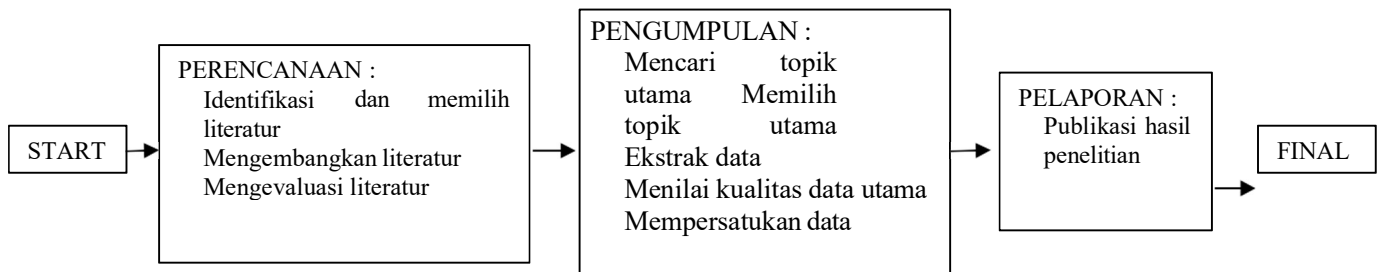 START
PERENCANAAN :
Identifikasi dan memilih
literatur
Mengembangkan literatur
Mengevaluasi literatur
PENGUMPULAN :
Mencari topik
utama Memilih
topik utama
Ekstrak data
Menilai kualitas data utama
Mempersatukan data
PELAPORAN :
Publikasi hasil
penelitian
FINAL